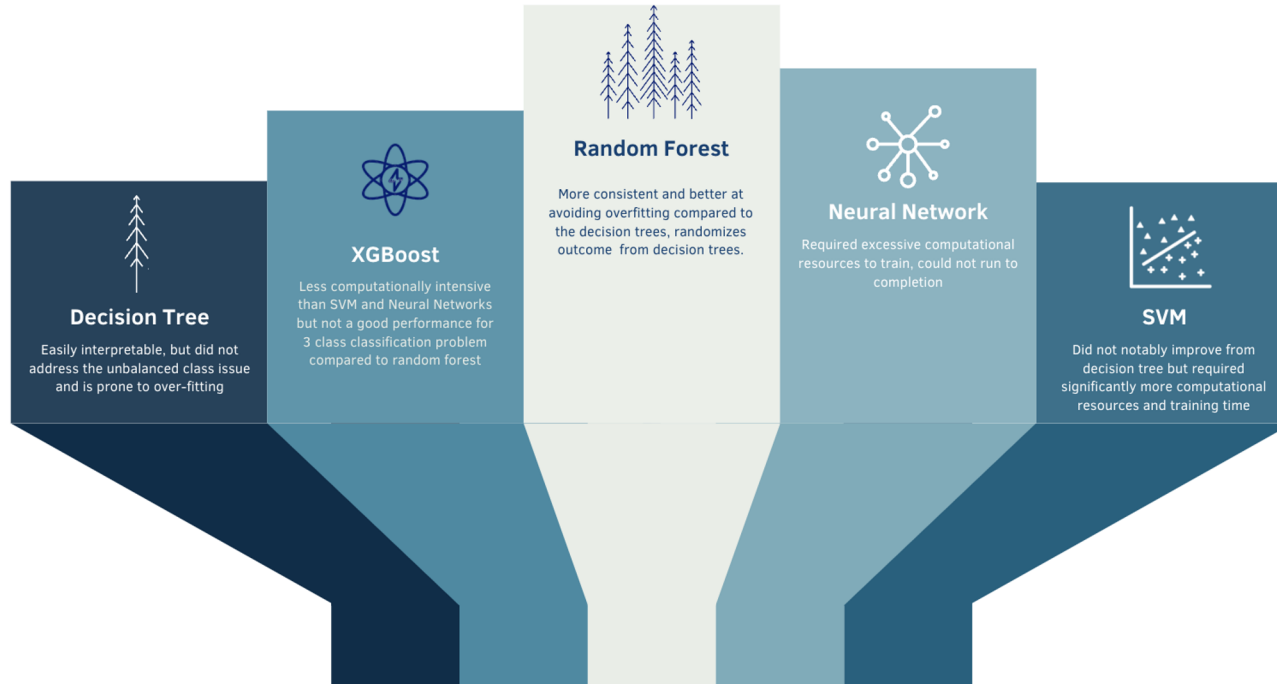 Decision Tree
Easily interpretable, but did not
address the unbalanced class issue
and is prone to over-fitting
XGBoost
Less computationally intensive
than SVM and Neural Networks
but not a good performance for
3 class classification problem
compared to random forest
Random Forest
More consistent and better at
avoiding overfitting compared to
the decision trees, randomizes
outcome from decision trees.
Neural Network
Required excessive computational
resources to train, could not run to
completion
SVM
Did not notably improve from
decision tree but required
significantly more computational
resources and training time